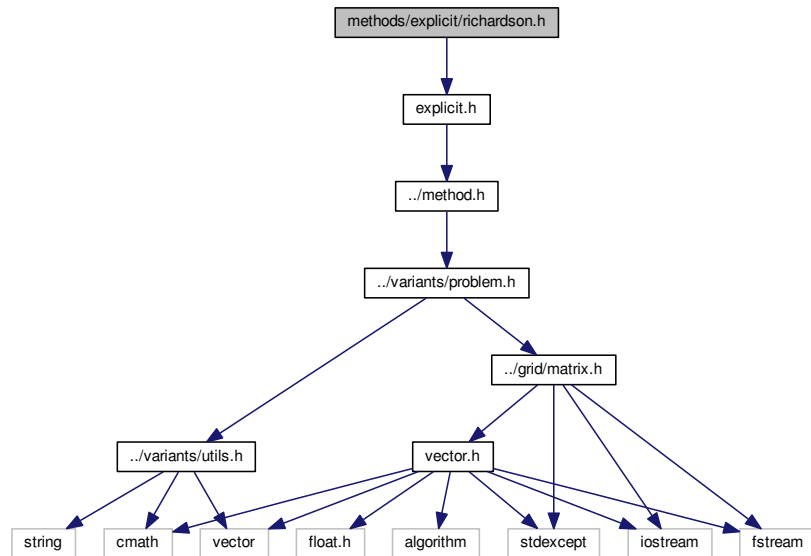 methods/explicit/richardson.h
explicit.h
../method.h
../variants/problem.h
../grid/matrix.h
../variants/utils.h
vector.h
string
cmath
vector
float.h
algorithm
stdexcept
iostream
fstream